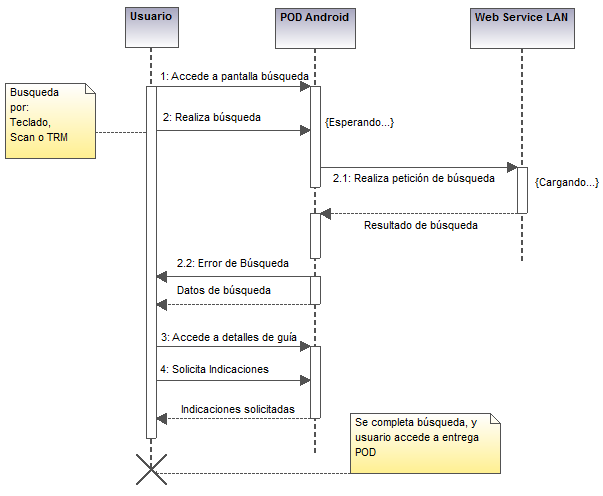 Usuario
POD Android
Web Service LAN
1: Accede a pantalla búsqueda
Busqueda
por:
Teclado,
Scan o TRM
2: Realiza búsqueda
{Esperando...}
2.1: Realiza petición de búsqueda
{Cargando...}
Resultado de búsqueda
2.2: Error de Búsqueda
Datos de búsqueda
3: Accede a detalles de guía
4: Solicita Indicaciones
Indicaciones solicitadas
Se completa búsqueda, y
usuario accede a entrega
POD